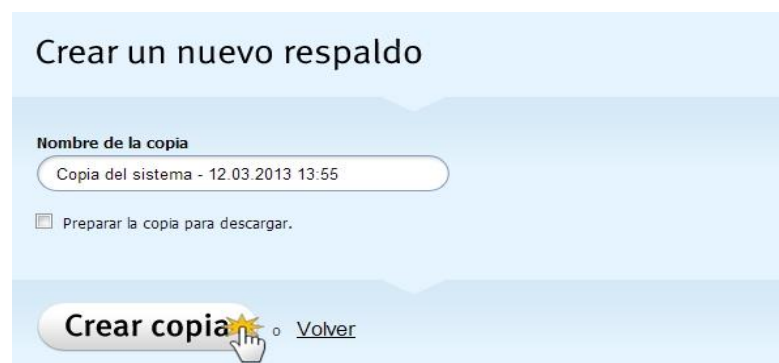 Crear un nuevo respaldo
Nombre de la copia
Copia del sistema - 12.03.2013 13:55
Preparar la copia para descargar.
Crear copia o Volver